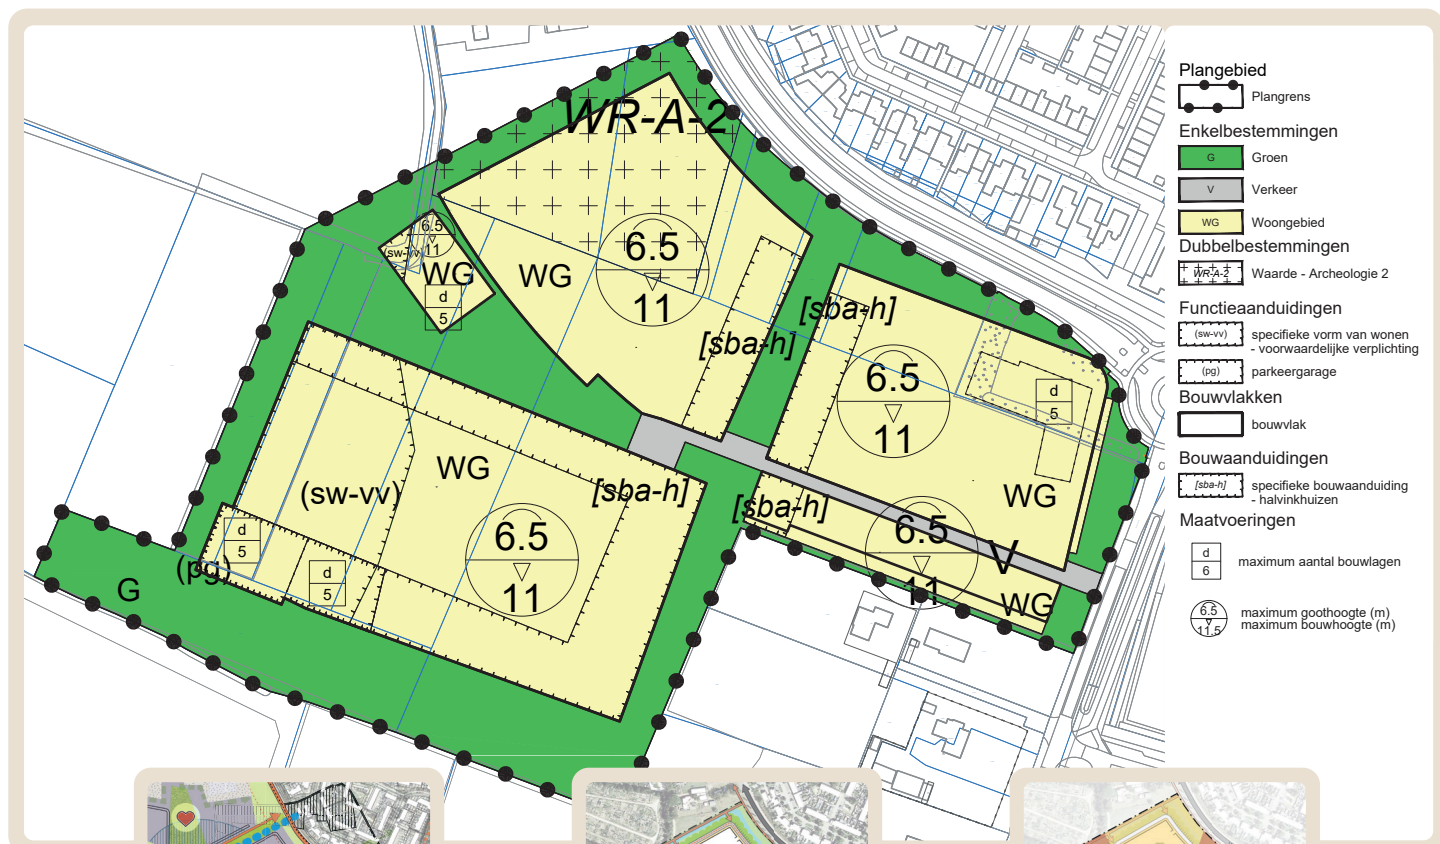 WR-A-2
6.5
11
(sw-vv)
WG
d
5
WG
6.5
11
[sba-h]
[sba-h]
6.5
11
d
5
WG
(sw-vv)
WG
[sba-h]
6.5
11
d
5
(pg)
d
5
G
[sba-h]
6.5
11
V
WG
Plangebied
Plangrens
Enkelbestemmingen
G Groen
V Verkeer
WG Woongebied
Dubbelbestemmingen
WR-A-2 Waarde - Archeologie 2
Functieaanduidingen
(sw-vv) specifieke vorm van wonen
- voorwaardelijke verplichting
(pg) parkeergarage
Bouwvlakken
bouwvlak
Bouwaanduidingen
[sba-h] specifieke bouwaanduiding
- halvinkhuizen
Maatvoeringen
d
6
maximum aantal bouwlagen
6.5
11.5
maximum goothoogte (m)
maximum bouwhoogte (m)